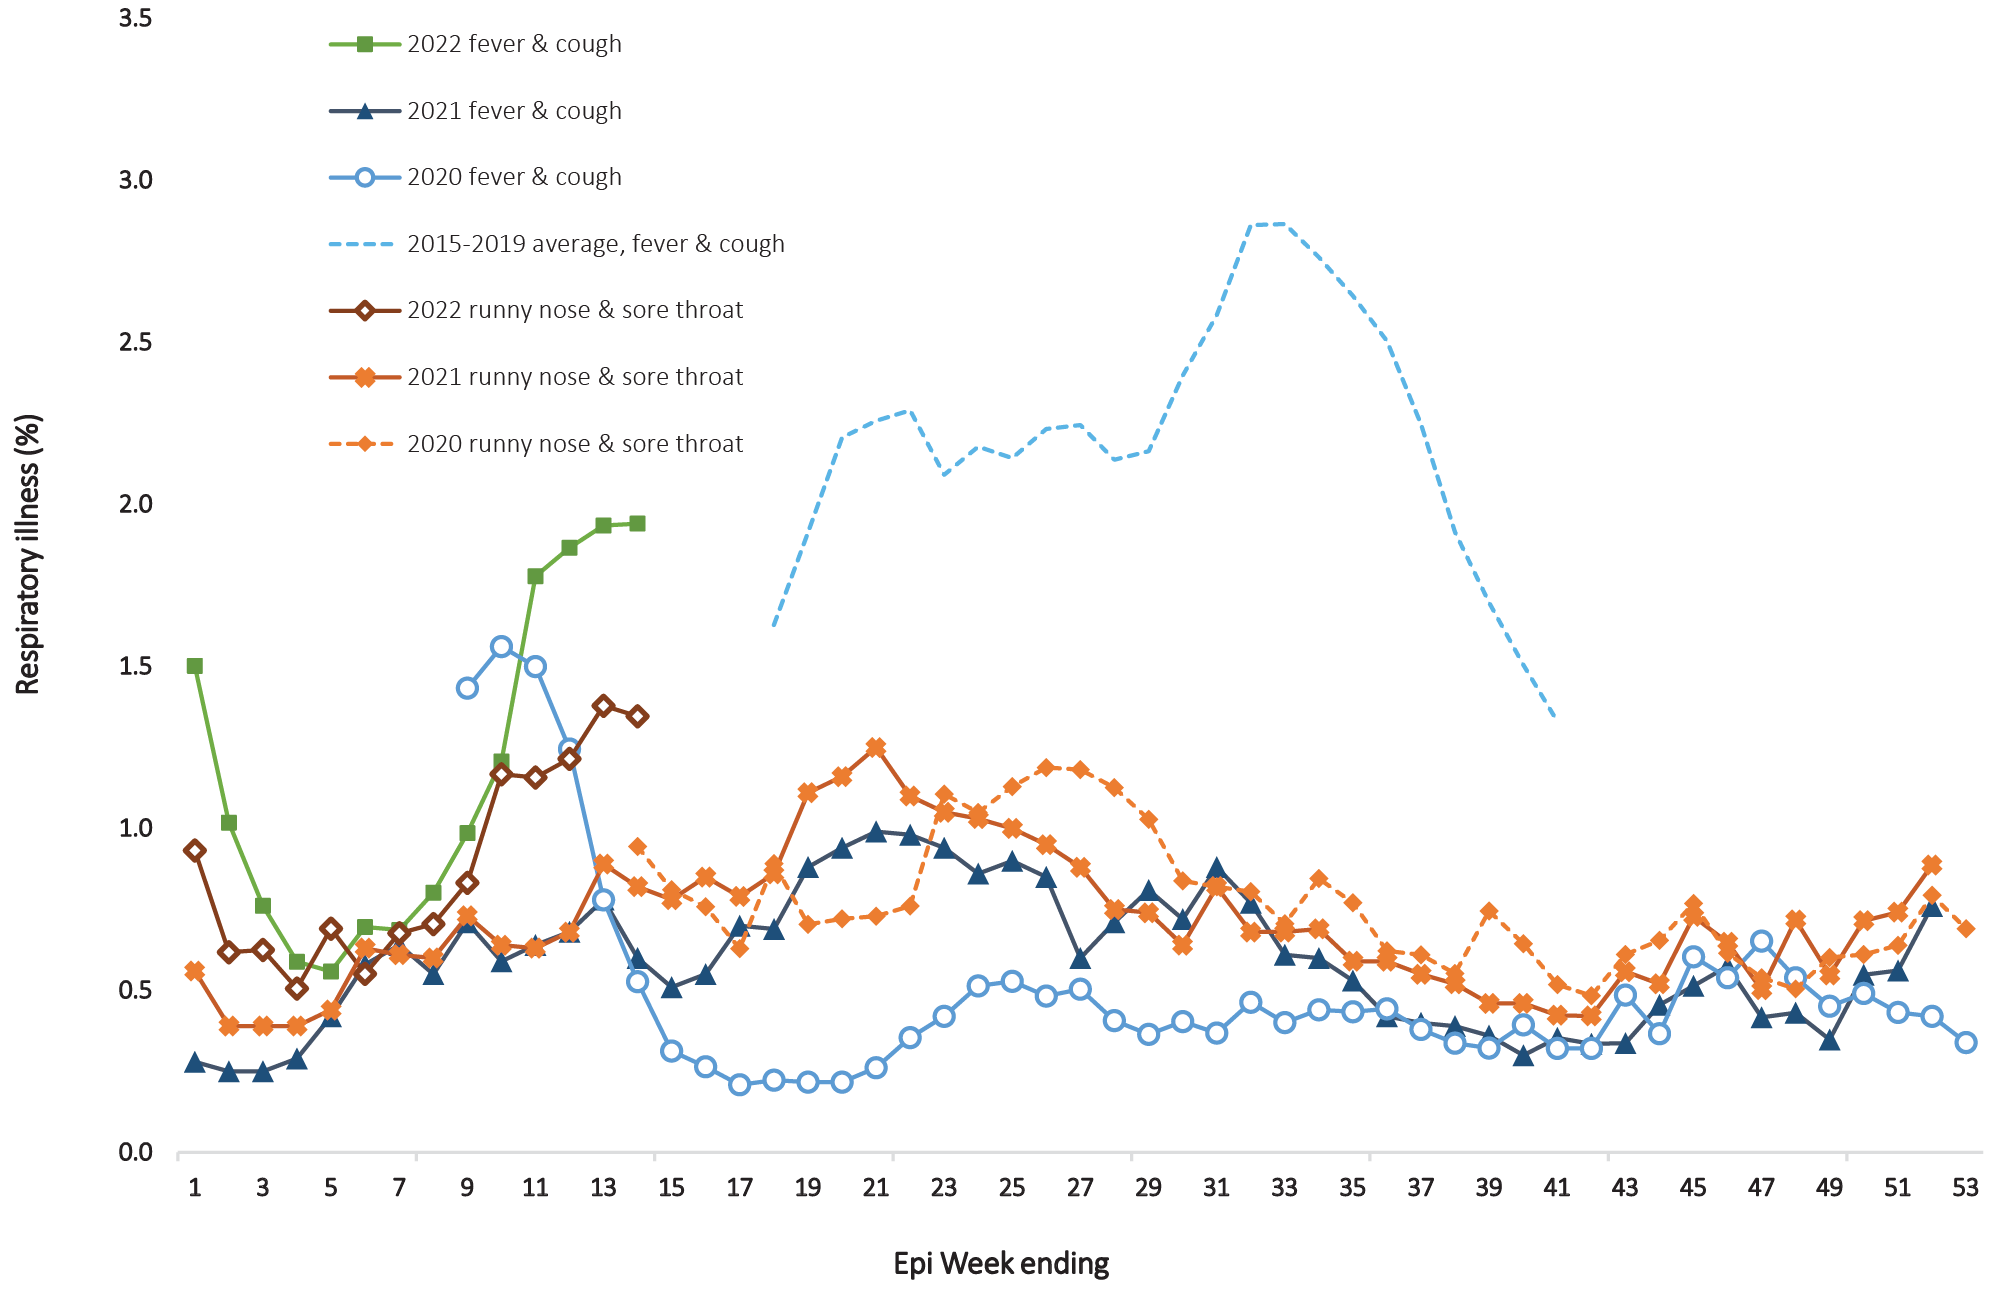 3.5
3.0
2.5
2.0
1.5
1.0
0.5
0.0
Respiratory illness (%)
2022 fever & cough
2021 fever & cough
2020 fever & cough
2015-2019 average, fever & cough
2022 runny nose & sore throat
2021 runny nose & sore throat
2020 runny nose & sore throat
1 3 5 7 9 11 13 15 17 19 21 23 25 27 29 31 33 35 37 39 41 43 45 47 49 51 53
Epi Week ending